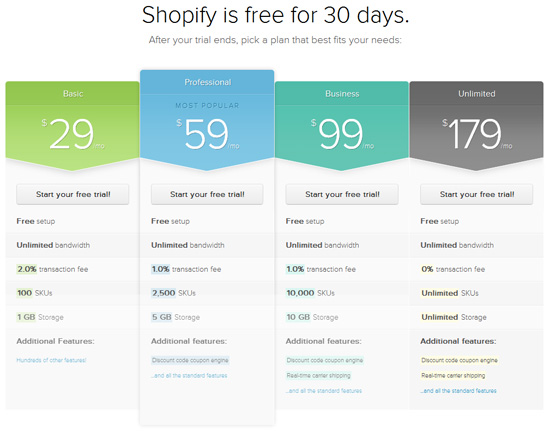 Shopify is free for 30 days.
After your trial ends, pick a plan that best fits your needs:
Basic
$29/mo
Start your free trial!
Free setup
Unlimited bandwidth
2.0% transaction fee
100 SKUs
1 GB Storage
Additional Features:
Hundreds of other features!
Professional
MOST POPULAR
$59/mo
Start your free trial!
Free setup
Unlimited bandwidth
1.0% transaction fee
2,500 SKUs
5 GB Storage
Additional Features:
Discount code coupon engine
...and all the standard features
Business
$99/mo
Start your free trial!
Free setup
Unlimited bandwidth
1.0% transaction fee
10,000 SKUs
10 GB Storage
Additional Features:
Discount code coupon engine
Real-time carrier shipping
...and all the standard features
Unlimited
$179/mo
Start your free trial!
Free setup
Unlimited bandwidth
0% transaction fee
Unlimited SKUs
Unlimited Storage
Additional Features:
Discount code coupon engine
Real-time carrier shipping
...and all the standard features